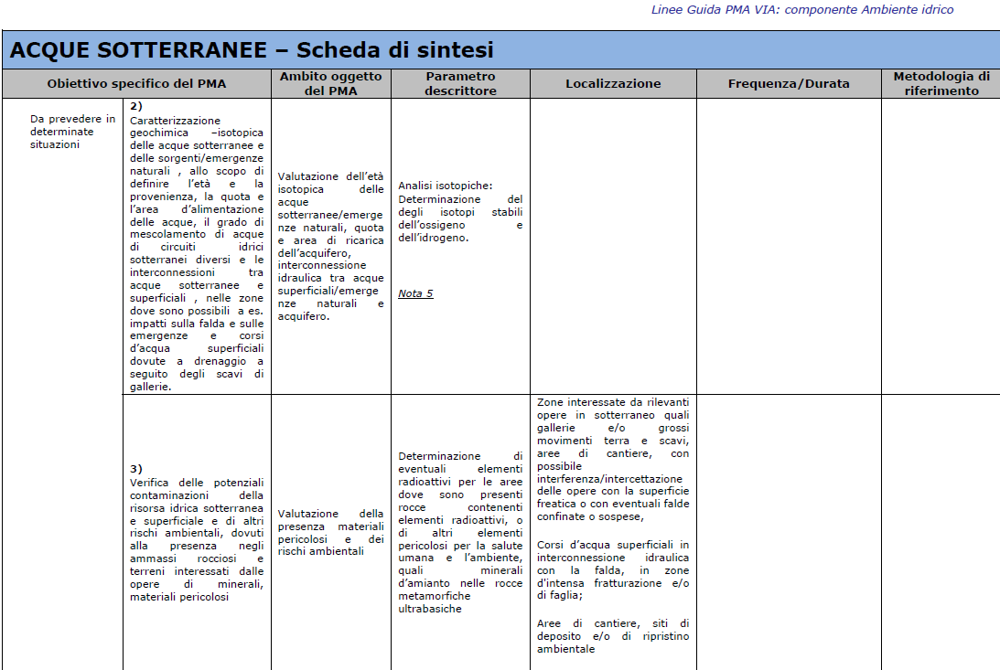 Linee Guida PMA VIA: componente Ambiente idrico
ACQUE SOTTERRANEE – Scheda di sintesi
Obiettivo specifico del PMA
Ambito oggetto
del PMA
Parametro
descrittore
Localizzazione
Frequenza/Durata
Metodologia di
riferimento
Da prevedere in
determinate
situazioni
2)
Caratterizzazione
geochimica –isotopica
delle acque sotterranee e
delle sorgenti/emergenze
naturali , allo scopo di
definire l’età e la
provenienza, la quota e
l’area d’alimentazione
delle acque, il grado di
mescolamento di acque
di circuiti idrici
sotterranei diversi e le
interconnessioni tra
acque sotterranee e
superficiali , nelle zone
dove sono possibili a es.
impatti sulla falda e sulle
emergenze e corsi
d’acqua superficiali
dovute a drenaggio a
seguito degli scavi di
gallerie.
Valutazione dell’età
isotopica delle
acque
sotterranee/emerge
nze naturali, quota
e area di ricarica
dell’acquifero,
interconnessione
idraulica tra acque
superficiali/emerge
nze naturali e
acquifero.
Analisi isotopiche:
Determinazione del
degli isotopi stabili
dell’ossigeno e
dell’idrogeno.
Nota 5
3)
Verifica delle potenziali
contaminazioni della
risorsa idrica sotterranea
e superficiale e di altri
rischi ambientali, dovuti
alla presenza negli
ammassi rocciosi e
terreni interessati dalle
opere di minerali,
materiali pericolosi
Valutazione della
presenza materiali
pericolosi e dei
rischi ambientali
Determinazione di
eventuali elementi
radioattivi per le aree
dove sono presenti
rocce contenenti
elementi radioattivi, o
di altri elementi
pericolosi per la salute
umana e l’ambiente,
quali minerali
d’amianto nelle rocce
metamorfiche
ultrabasiche
Zone interessate da rilevanti
opere in sotterraneo quali
gallerie e/o grossi
movimenti terra e scavi,
aree di cantiere, con
possibile
interferenza/intercettazione
delle opere con la superficie
freatica o con eventuali falde
confinate o sospese,
Corsi d’acqua superficiali in
interconnessione idraulica
con la falda, in zone
d'intensa fratturazione e/o
di faglia;
Aree di cantiere, siti di
deposito e/o di ripristino
ambientale